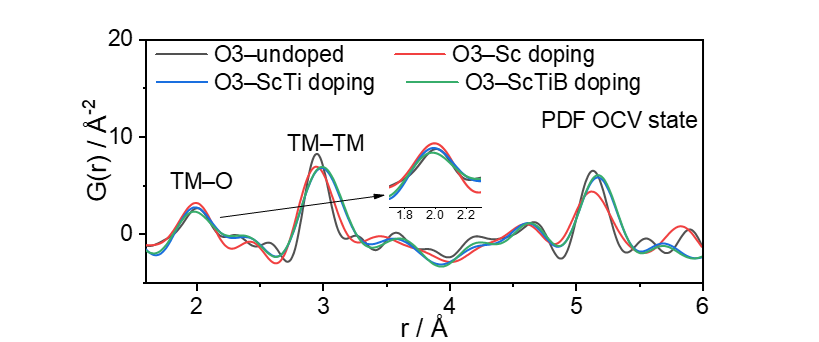 20
O3–undoped
O3–Sc doping
O3–ScTi doping
O3–ScTiB doping
PDF OCV state
10
TM–TM
TM–O
0
1.8 2.0 2.2
G(r) / Å-2
2 3 4 5 6
r / Å